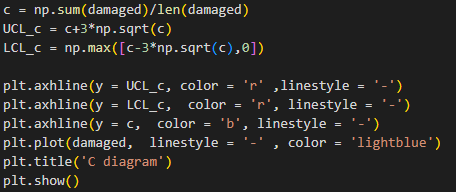 c = np.sum(damaged)/len(damaged)
UCL_c = c+3*np.sqrt(c)
LCL_c = np.max([c-3*np.sqrt(c),0])

plt.axhline(y = UCL_c, color = 'r' ,linestyle = '-')
plt.axhline(y = LCL_c,  color = 'r', linestyle = '-')
plt.axhline(y = c,  color = 'b', linestyle = '-')
plt.plot(damaged,  linestyle = '-' , color = 'lightblue')
plt.title('C diagram')
plt.show()